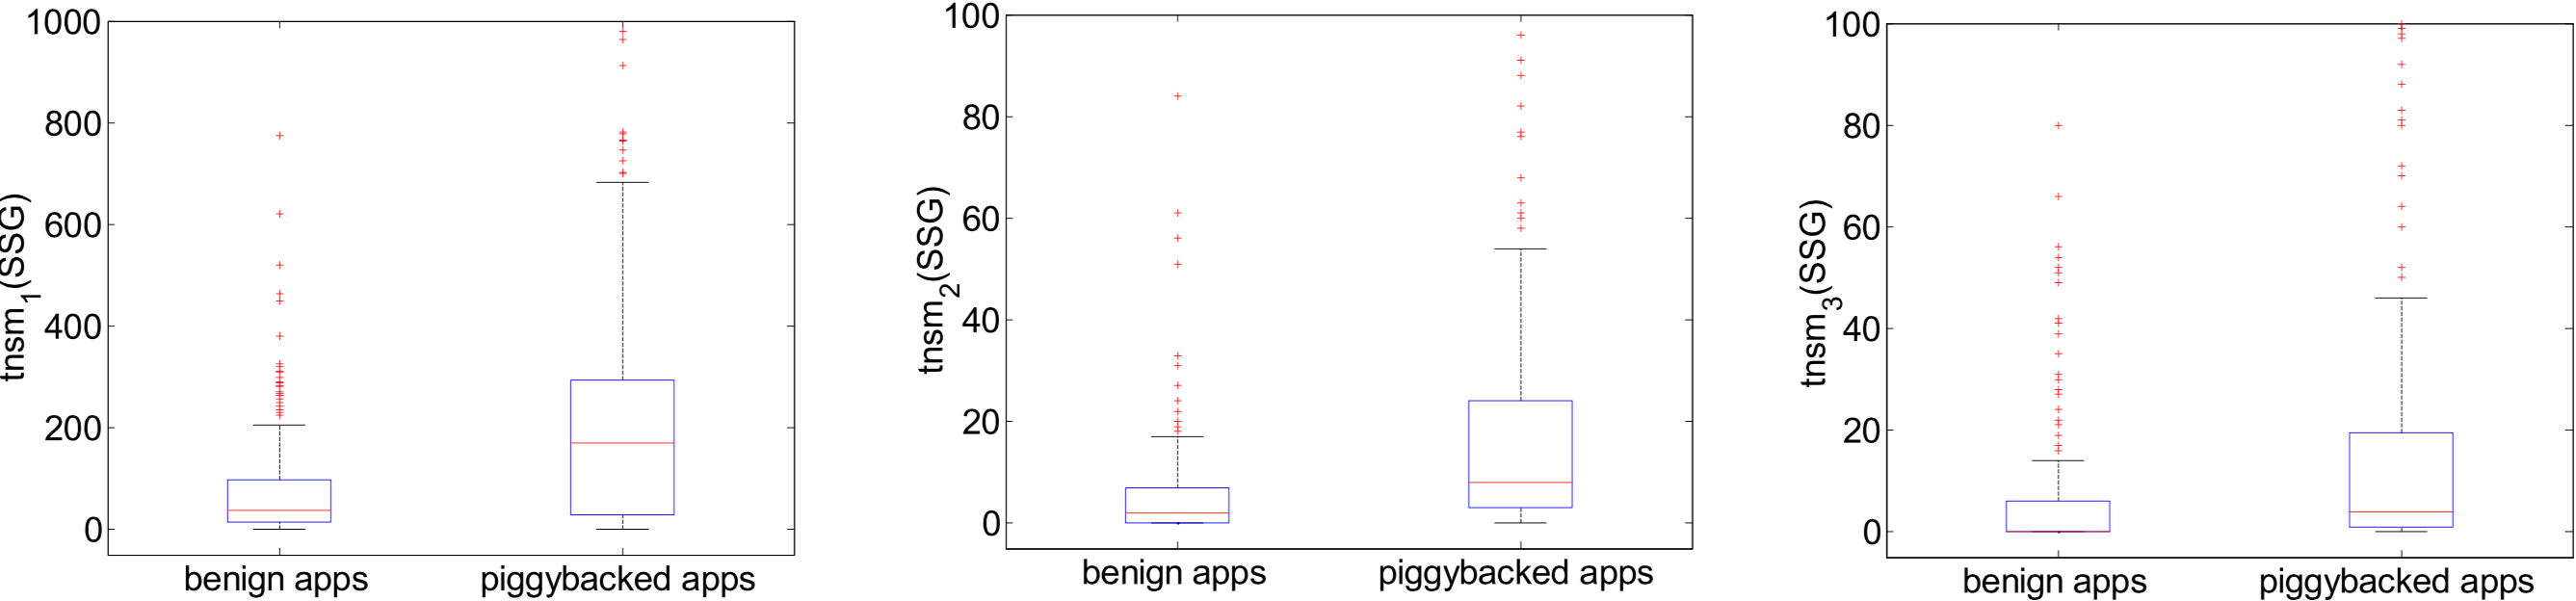 1000
800
600
400
200
0
tnsm1(SSG)
benign apps
piggybacked apps
100
80
60
40
20
0
tnsm2(SSG)
benign apps
piggybacked apps
100
80
60
40
20
0
tnsm3(SSG)
benign apps
piggybacked apps